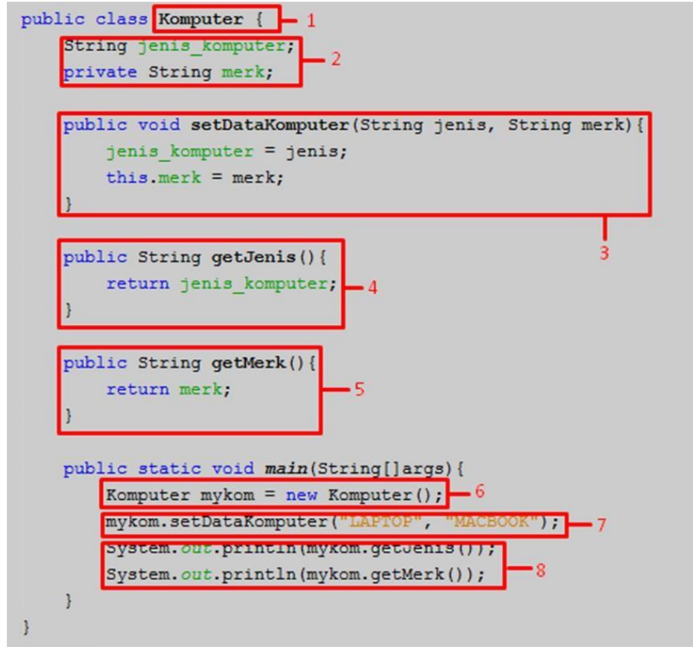 public class Komputer { 1
String jenis_komputer; 2
private String merk;
public void setDataKomputer(String jenis, String merk){
jenis_komputer = jenis;
this.merk = merk;
}
3
public String getJenis(){
return jenis_komputer; 4
}
public String getMerk(){
return merk; 5
}
public static void main(String[]args){
Komputer mykom = new Komputer(); 6
mykom.setDataKomputer("LAPTOP", "MACBOOK"); 7
System.out.println(mykom.getJenis());
System.out.println(mykom.getMerk()); 8
}
}